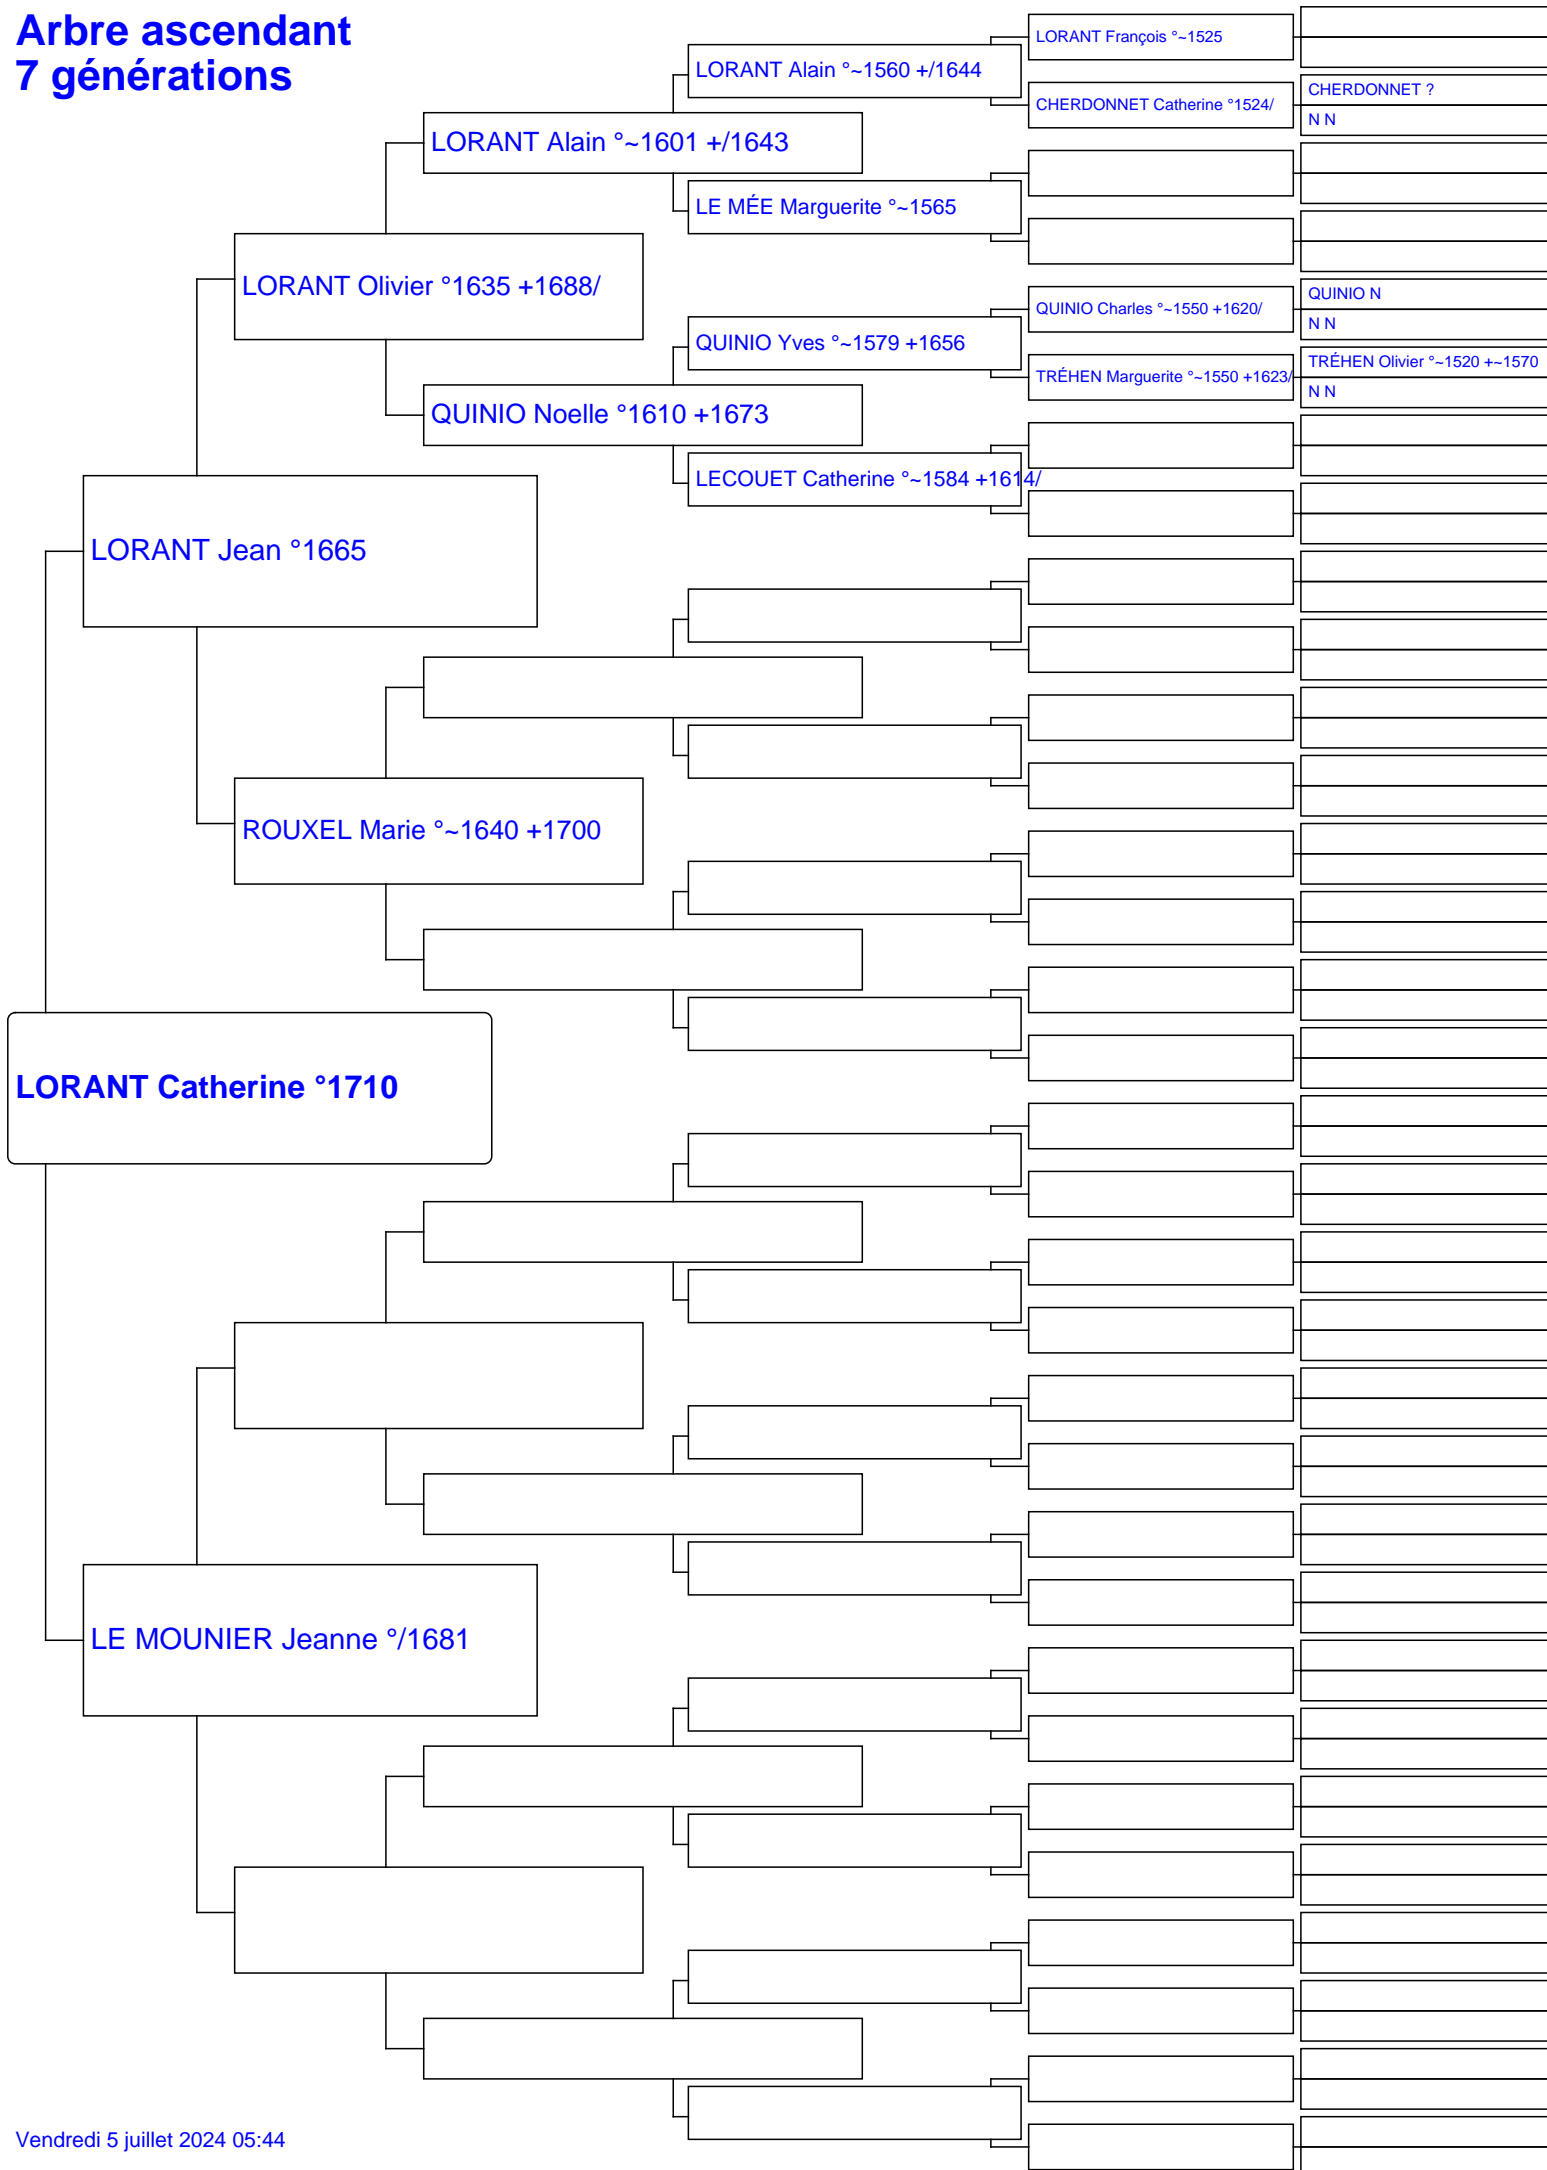 Arbre ascendant
7 générations
LORANT François °~1525
LORANT Alain °~1560 +/1644
CHERDONNET ?
CHERDONNET Catherine °1524/
N N
LORANT Alain °~1601 +/1643
LE MÉE Marguerite °~1565
LORANT Olivier °1635 +1688/
QUINIO N
QUINIO Charles °~1550 +1620/
N N
QUINIO Yves °~1579 +1656
TRÉHEN Olivier °~1520 +~1570
TRÉHEN Marguerite °~1550 +1623/
N N
QUINIO Noelle °1610 +1673
LECOUET Catherine °~1584 +1614/
LORANT Jean °1665
ROUXEL Marie °~1640 +1700
LORANT Catherine °1710
LE MOUNIER Jeanne °/1681
Vendredi 5 juillet 2024 05:44